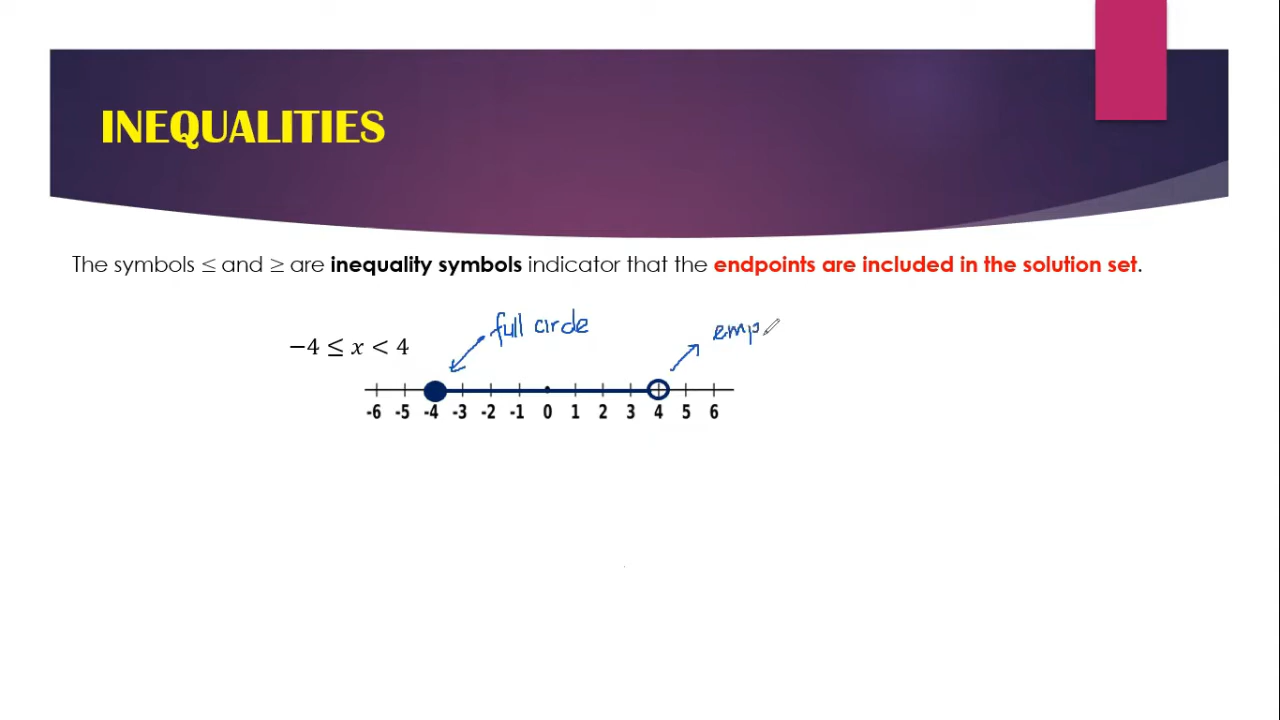 INEQUALITIES
The symbols ≤ and ≥ are inequality symbols indicator that the endpoints are included in the solution set.
full circle
emp
−4 ≤ x < 4
-6 -5 -4 -3 -2 -1 0 1 2 3 4 5 6